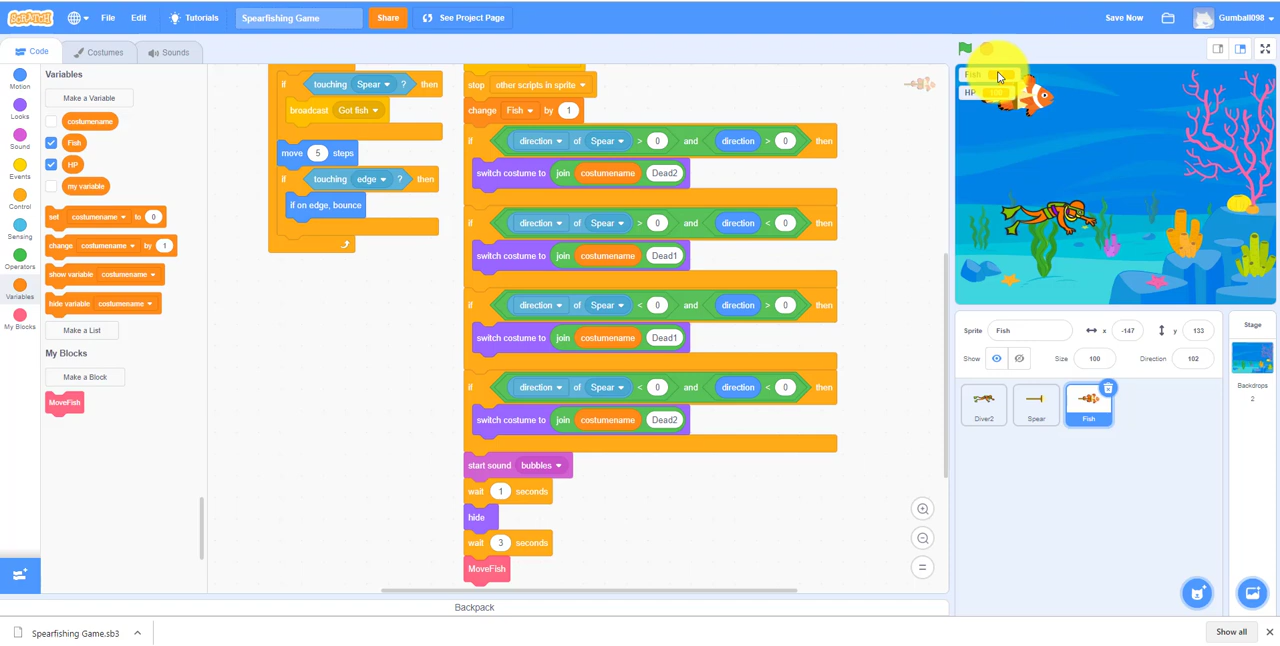 SCRATCH File Edit Tutorials Spearfishing Game Share See Project Page Save Now Gumball098
Code Costumes Sounds
Motion
Looks
Sound
Events
Control
Sensing
Operators
Variables
My Blocks
Variables
Make a Variable
costumename
Fish
HP
my variable
set costumename to 0
change costumename by 1
show variable costumename
hide variable costumename
Make a List
My Blocks
Make a Block
MoveFish
if touching Spear ? then
broadcast Got fish
move 5 steps
if touching edge ? then
if on edge, bounce
stop other scripts in sprite
change Fish by 1
if direction of Spear > 0 and direction > 0 then
switch costume to join costumename Dead2
if direction of Spear > 0 and direction < 0 then
switch costume to join costumename Dead1
if direction of Spear < 0 and direction > 0 then
switch costume to join costumename Dead1
if direction of Spear < 0 and direction < 0 then
switch costume to join costumename Dead2
start sound bubbles
wait 1 seconds
hide
wait 3 seconds
MoveFish
Fish
HP 100
Sprite Fish x -147 y 133
Show Size 100 Direction 102
Diver2 Spear Fish
Stage
Backdrops
2
Backpack
Spearfishing Game.sb3 Show all